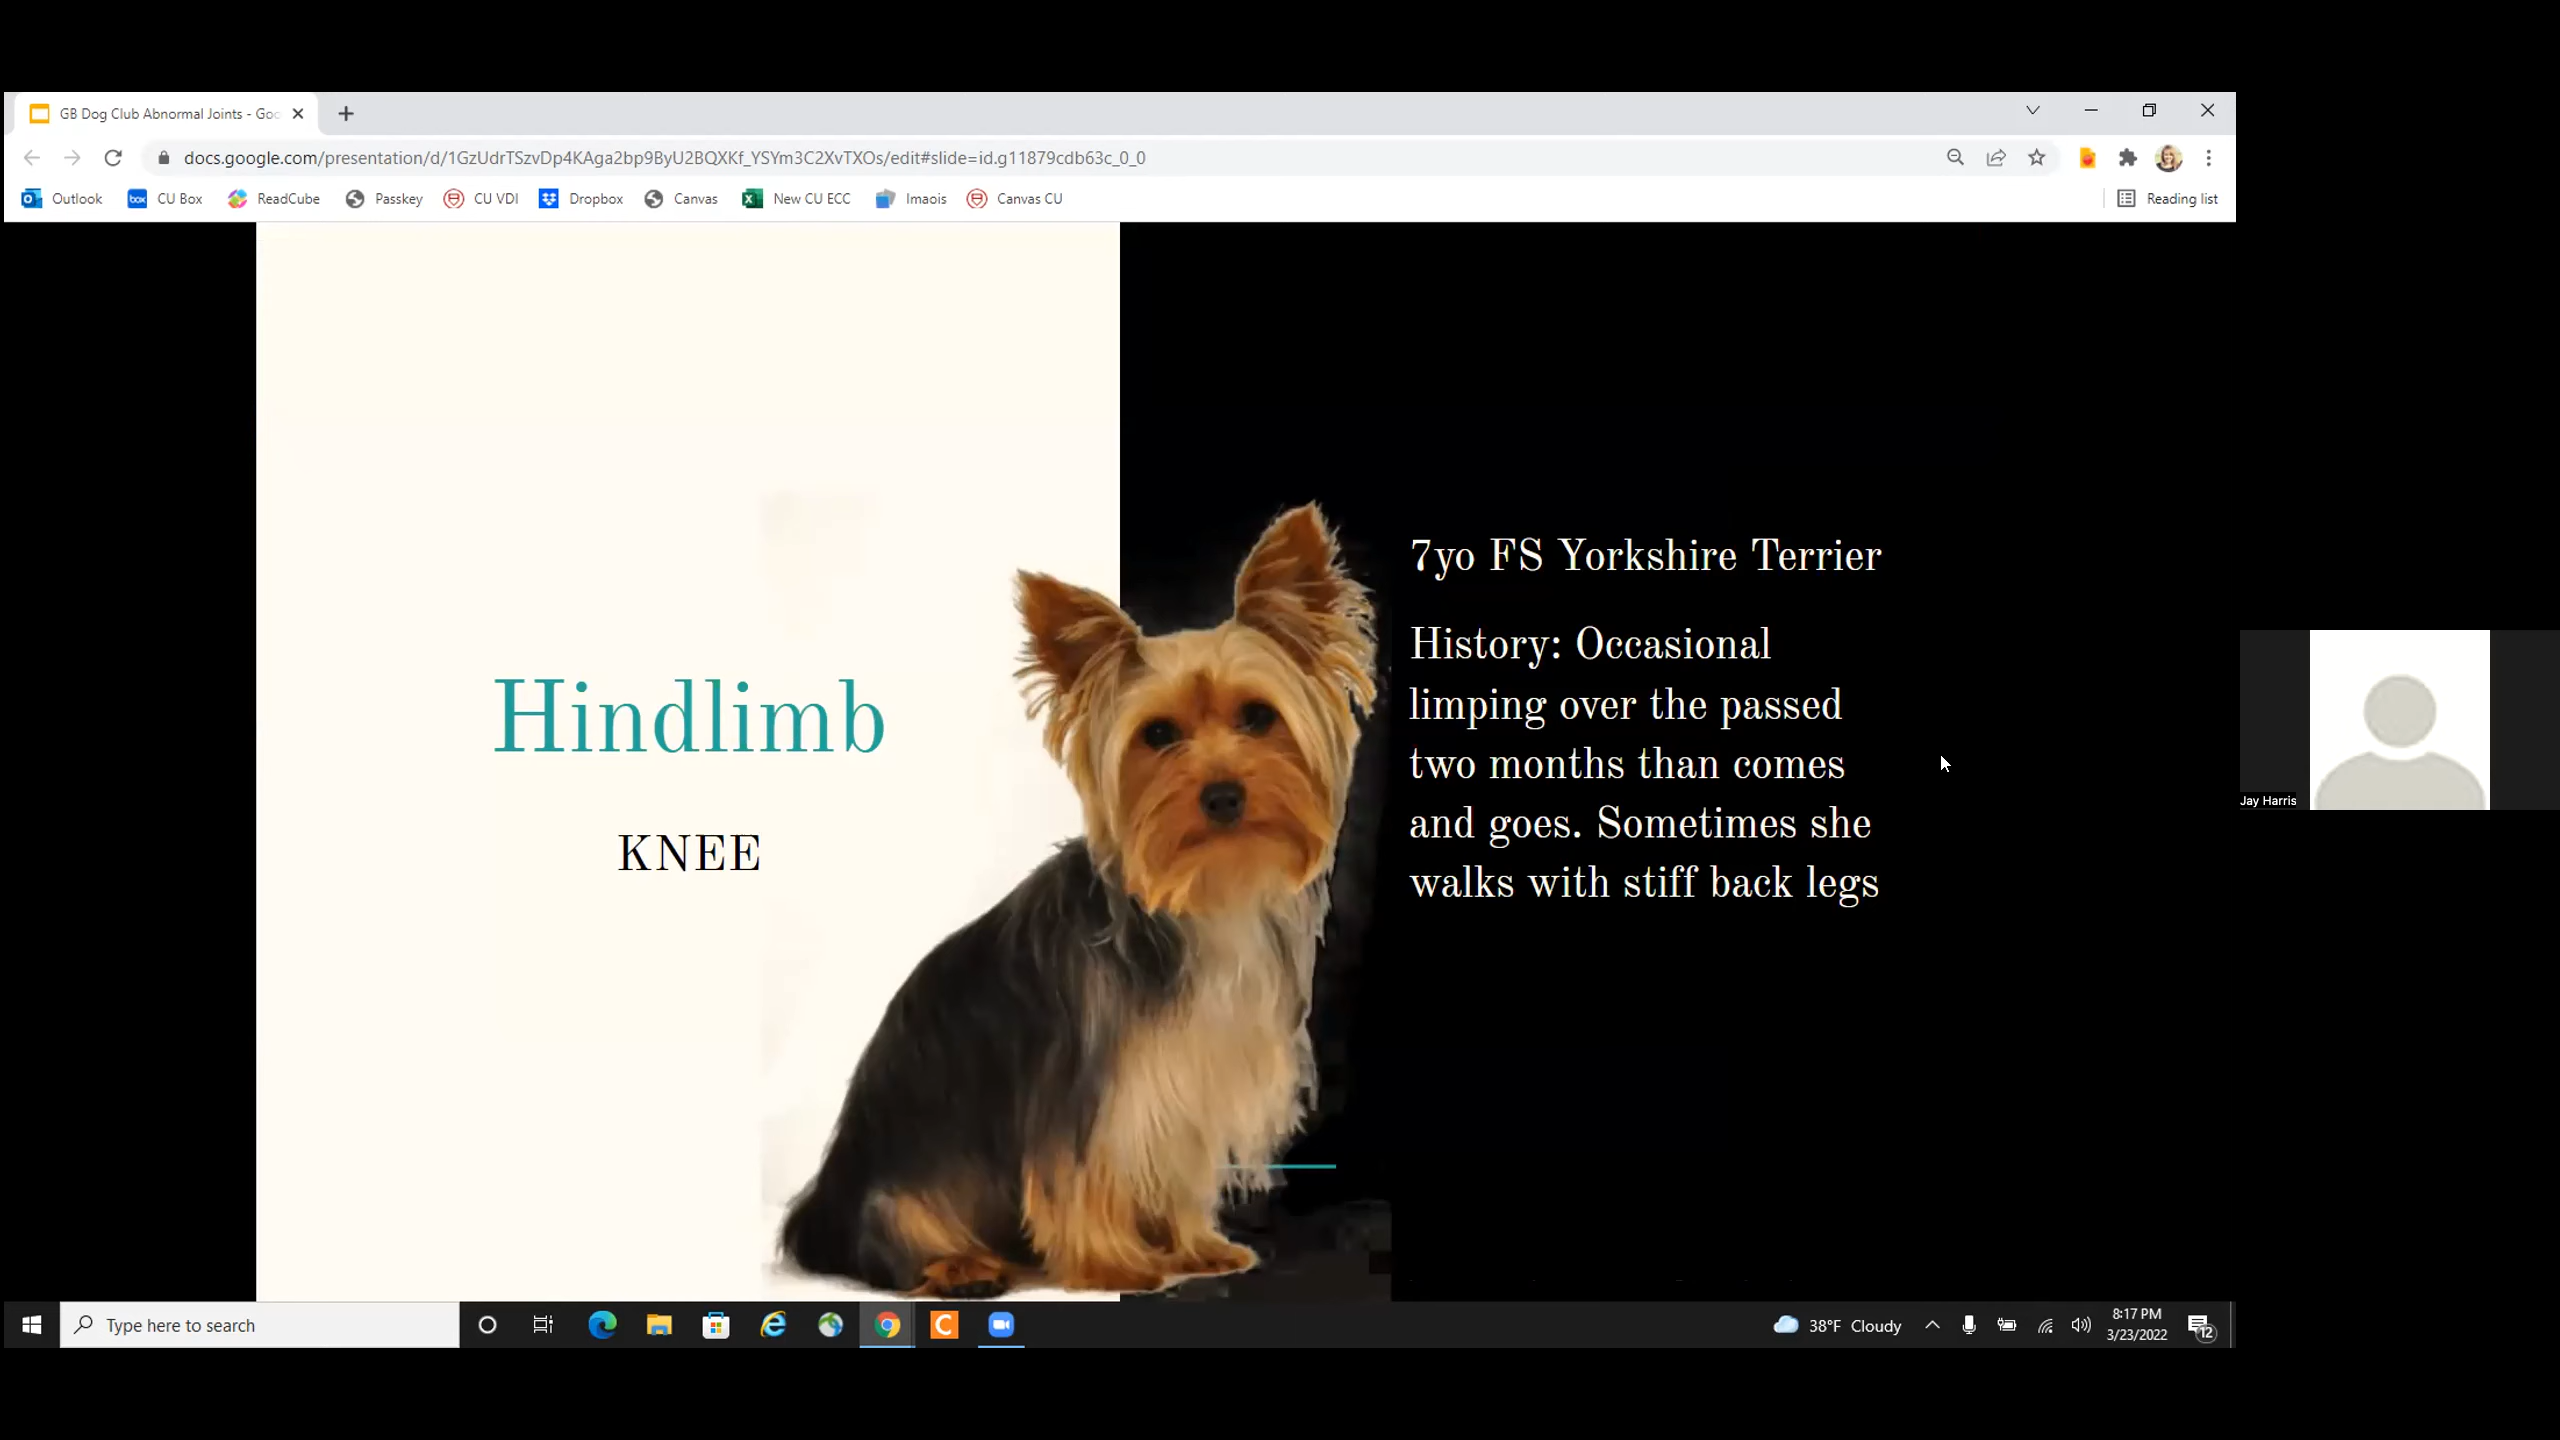 GB Dog Club Abnormal Joints - Goo
docs.google.com/presentation/d/1GzUdrTSzvDp4KAga2bp9ByU2BQXKf_YSYm3C2XvTXOs/edit#slide=id.g11879cdb63c_0_0
Outlook
box
CU Box
ReadCube
Passkey
CU VDI
Dropbox
Canvas
New CU ECC
Imaois
Canvas CU
Reading list
Hindlimb
KNEE
7yo FS Yorkshire Terrier
History: Occasional
limping over the passed
two months than comes
and goes. Sometimes she
walks with stiff back legs
Jay Harris
Type here to search
C
38°F Cloudy
8:17 PM
3/23/2022
12